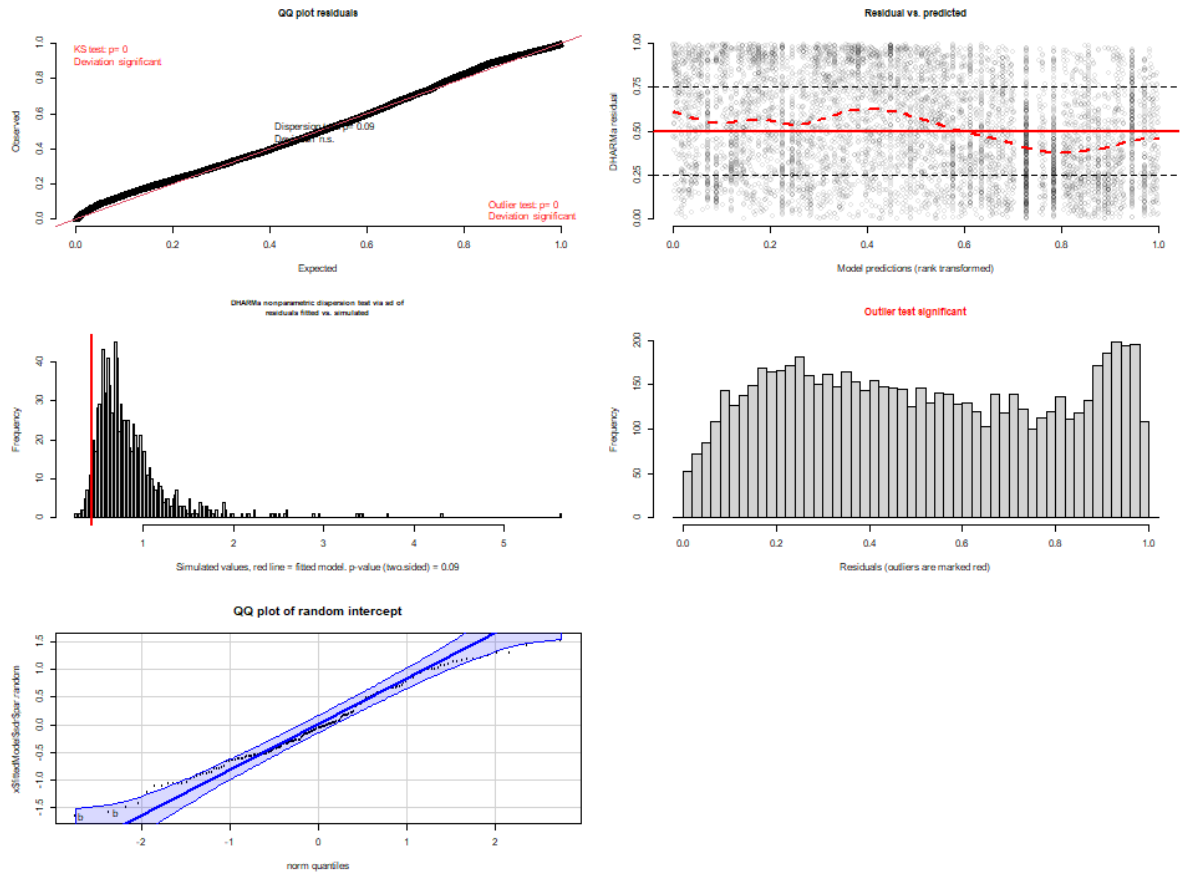 QQ plot residuals
KS test: p= 0
Deviation significant
Outlier test: p= 0
Deviation significant
Observed
0.0 0.2 0.4 0.6 0.8 1.0
0.0 0.2 0.4 0.6 0.8 1.0
Expected
Residual vs. predicted
DHARMa residual
0.00 0.25 0.50 0.75 1.00
0.0 0.2 0.4 0.6 0.8 1.0
Model predictions (rank transformed)
DHARMa nonparametric dispersion test via sd of
residuals fitted vs. simulated
Frequency
0 10 20 30 40
1 2 3 4 5
Simulated values, red line = fitted model. p-value (two.sided) = 0.09
Outlier test significant
Frequency
0 50 100 150 200
0.0 0.2 0.4 0.6 0.8 1.0
Residuals (outliers are marked red)
QQ plot of random intercept
x$fittedModel$sdr$par.random
-1.5 -1.0 -0.5 0.0 0.5 1.0 1.5
b b
-2 -1 0 1 2
norm quantiles